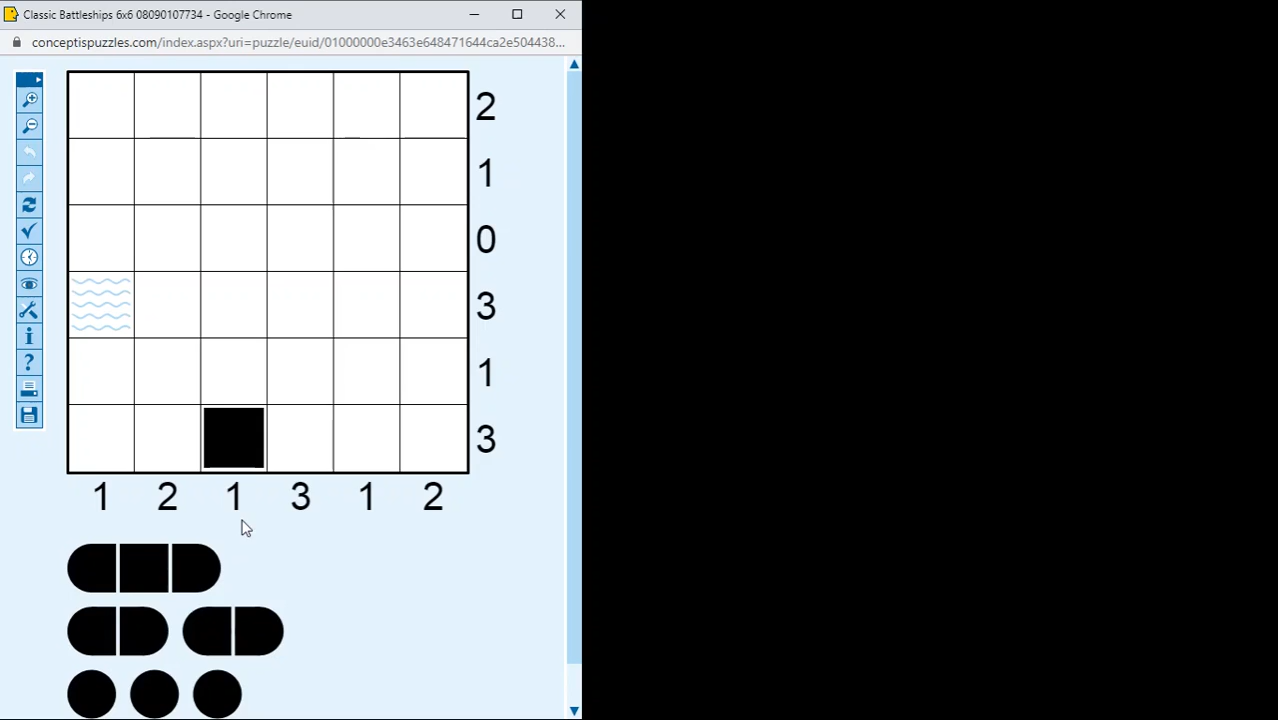 Classic Battleships 6x6 08090107734 - Google Chrome
conceptispuzzles.com/index.aspx?uri=puzzle/euid/01000000e3463e648471644ca2e504438...
2
1
0
3
1
3
1 2 1 3 1 2